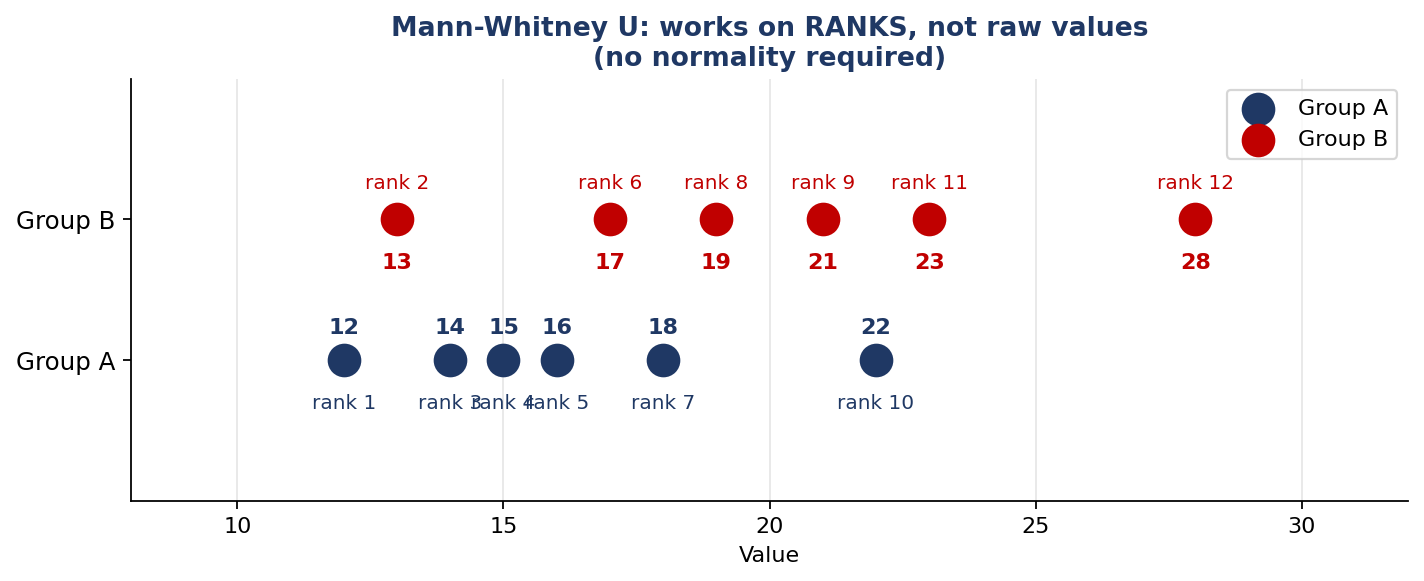 Mann-Whitney U: works on RANKS, not raw values
(no normality required)
Group A
Group B
rank 2 rank 6 rank 8 rank 9 rank 11 rank 12
Group B
13 17 19 21 23 28
12 14 15 16 18 22
Group A
rank 1 rank 3 rank 4 rank 5 rank 7 rank 10
10 15 20 25 30
Value